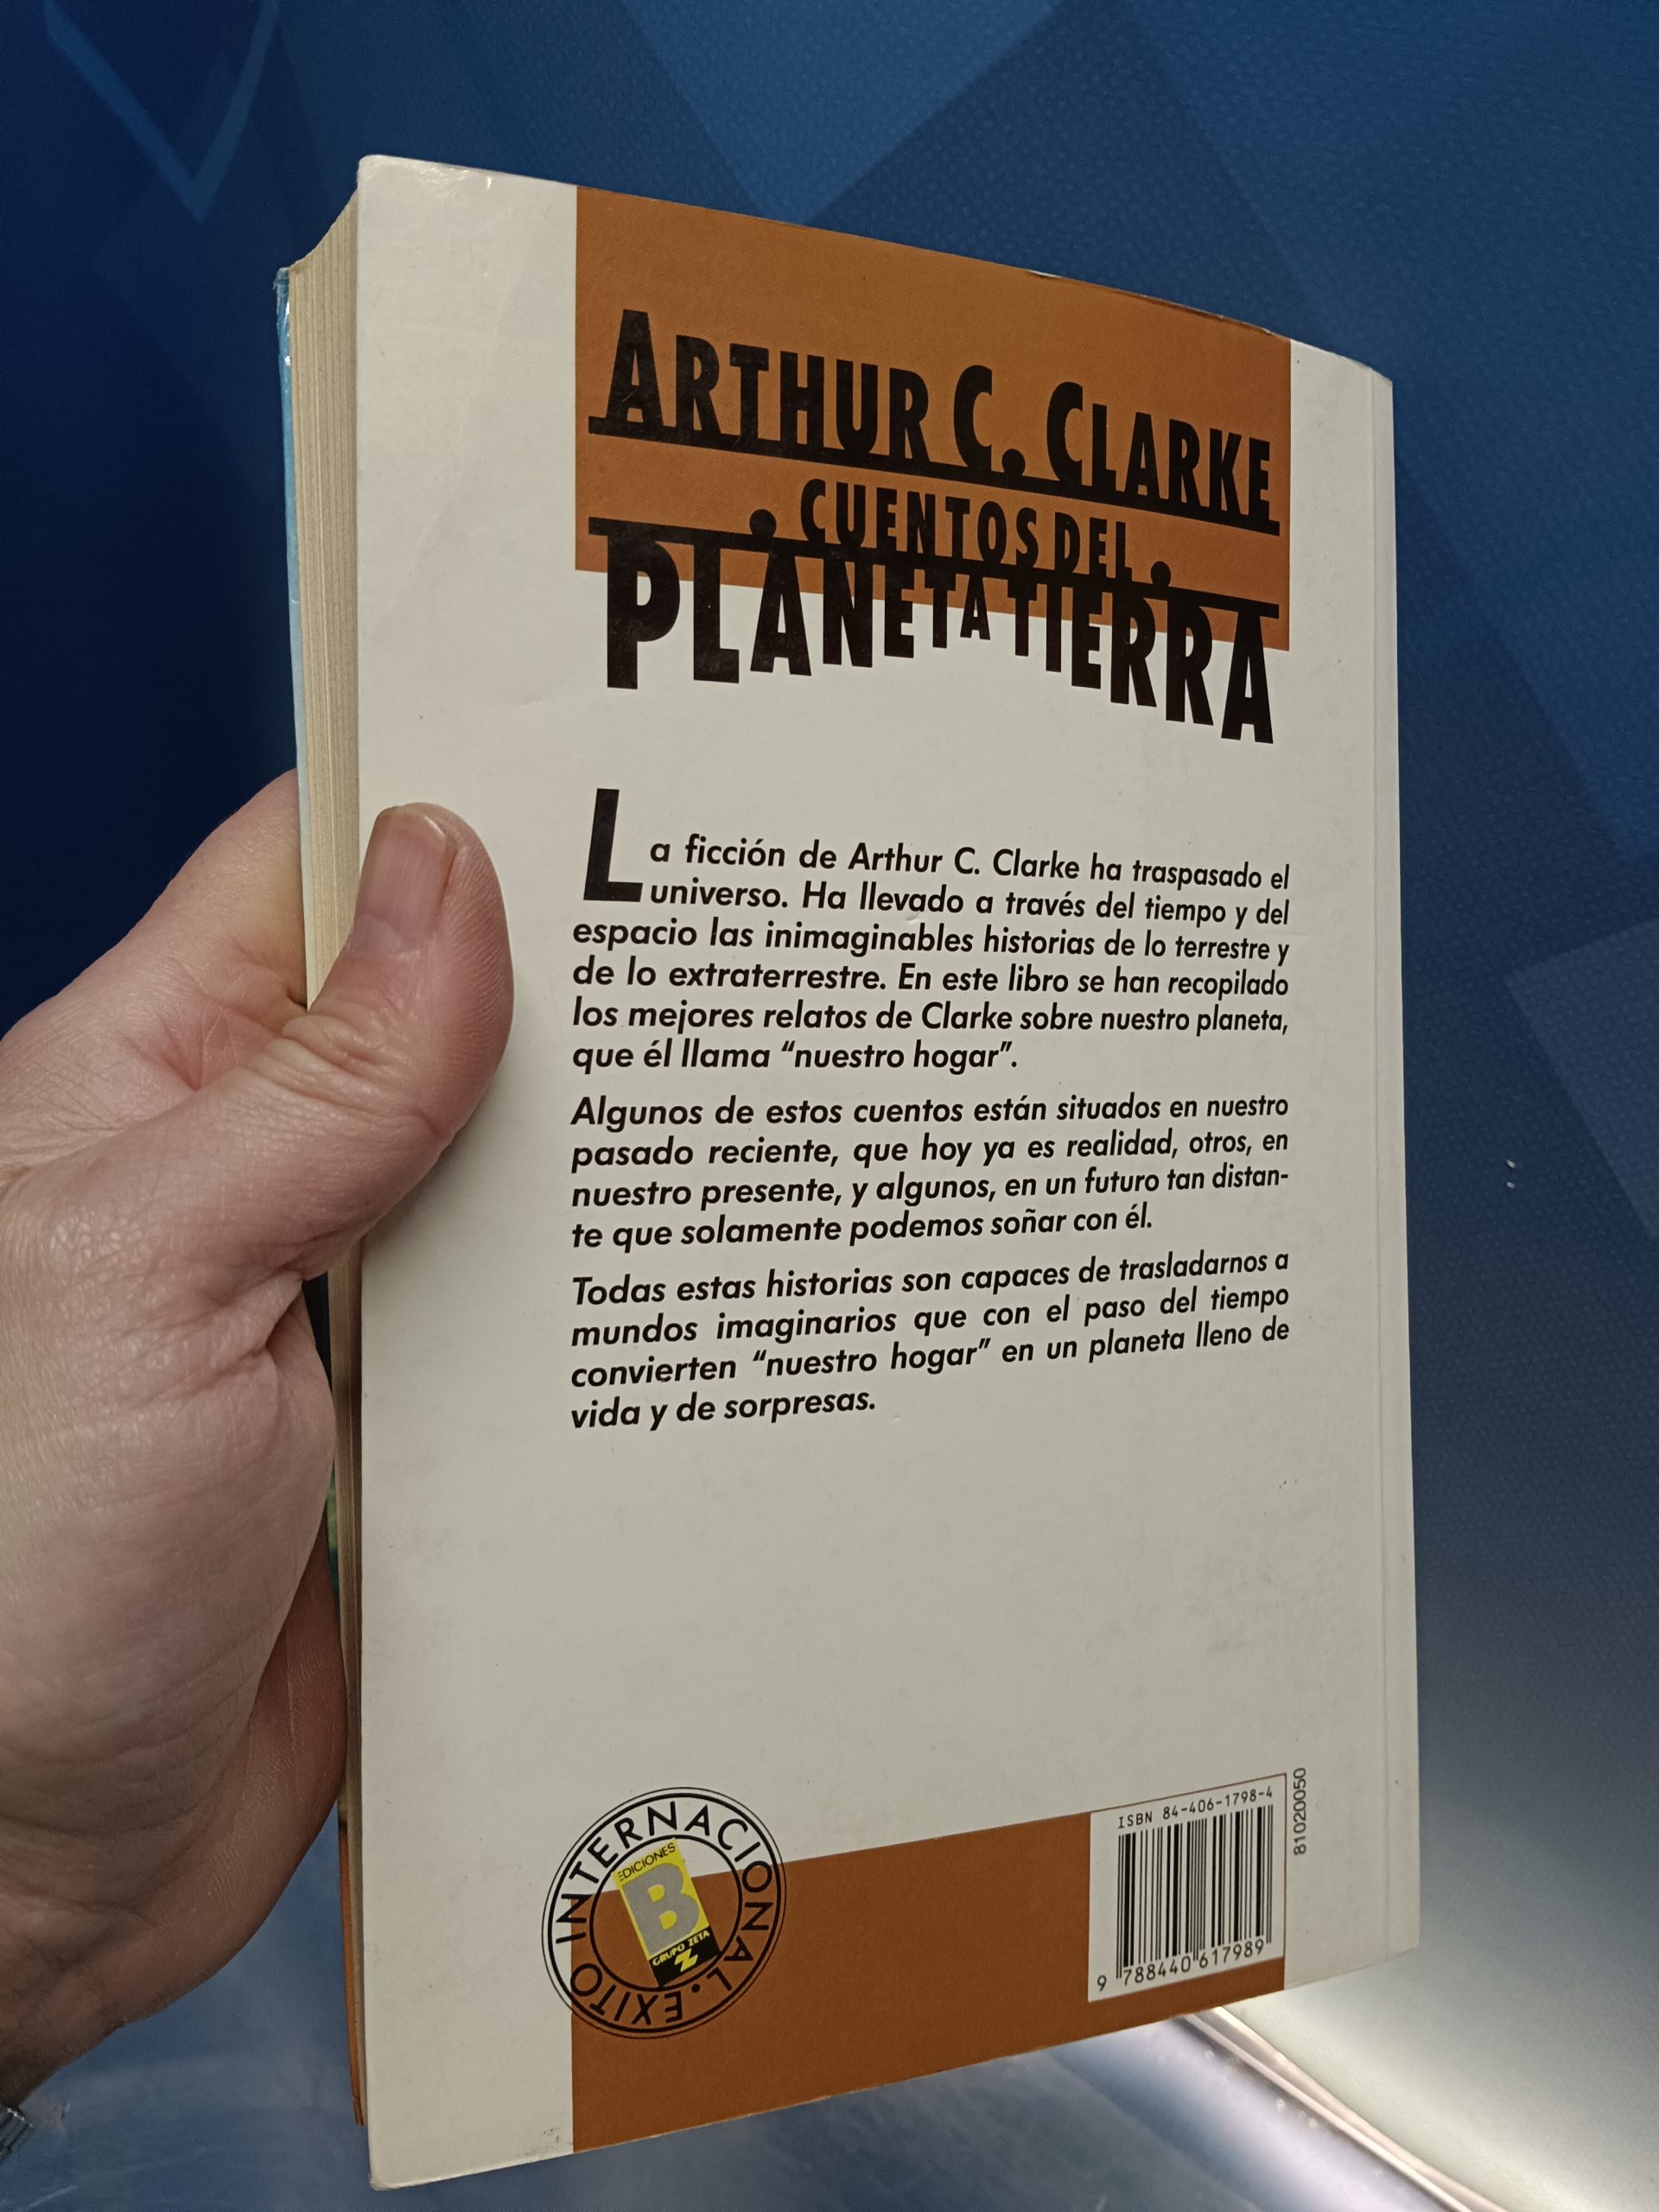 ARTHUR C. CLARKE
CUENTOS DEL
PLANETA TIERRA
La ficción de Arthur C. Clarke ha traspasado el
universo. Ha llevado a través del tiempo y del
espacio las inimaginables historias de lo terrestre y
de lo extraterrestre. En este libro se han recopilado
los mejores relatos de Clarke sobre nuestro planeta,
que él llama “nuestro hogar”.
Algunos de estos cuentos están situados en nuestro
pasado reciente, que hoy ya es realidad, otros, en
nuestro presente, y algunos, en un futuro tan distan-
te que solamente podemos soñar con él.
Todas estas historias son capaces de trasladarnos a
mundos imaginarios que con el paso del tiempo
convierten “nuestro hogar” en un planeta lleno de
vida y de sorpresas.
INTERNACIONAL · EXITO
EDICIONES
B
GRUPO ZETA
Z
ISBN 84-406-1798-4
9 788440 617989
81020050